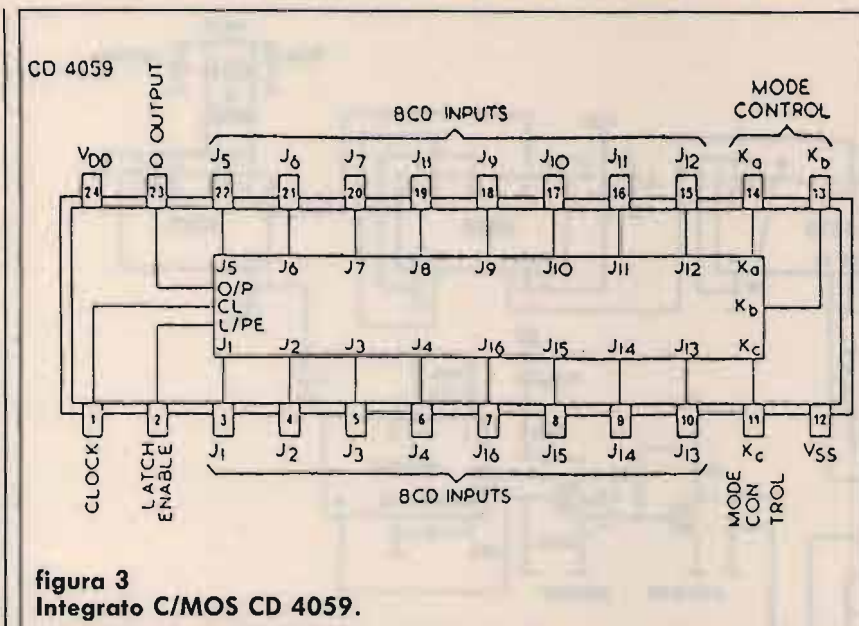 CD 4059
Q OUTPUT
BCD INPUTS
MODE
CONTROL
VDD
J5 J6 J7 J11 J9 J10 J11 J12 Ka Kb
24 23 22 21 20 19 18 17 16 15 14 13
J5 J6 J7 J8 J9 J10 J11 J12 Ka
O/P
CL
L/PE
Kb
J1 J2 J3 J4 J16 J15 J14 J13 Kc
1 2 3 4 5 6 7 8 9 10 11 12
CLOCK
LATCH
ENABLE
J1 J2 J3 J4 J16 J15 J14 J13 Kc VSS
BCD INPUTS
MODE
CON
TROL
figura 3
Integrato C/MOS CD 4059.